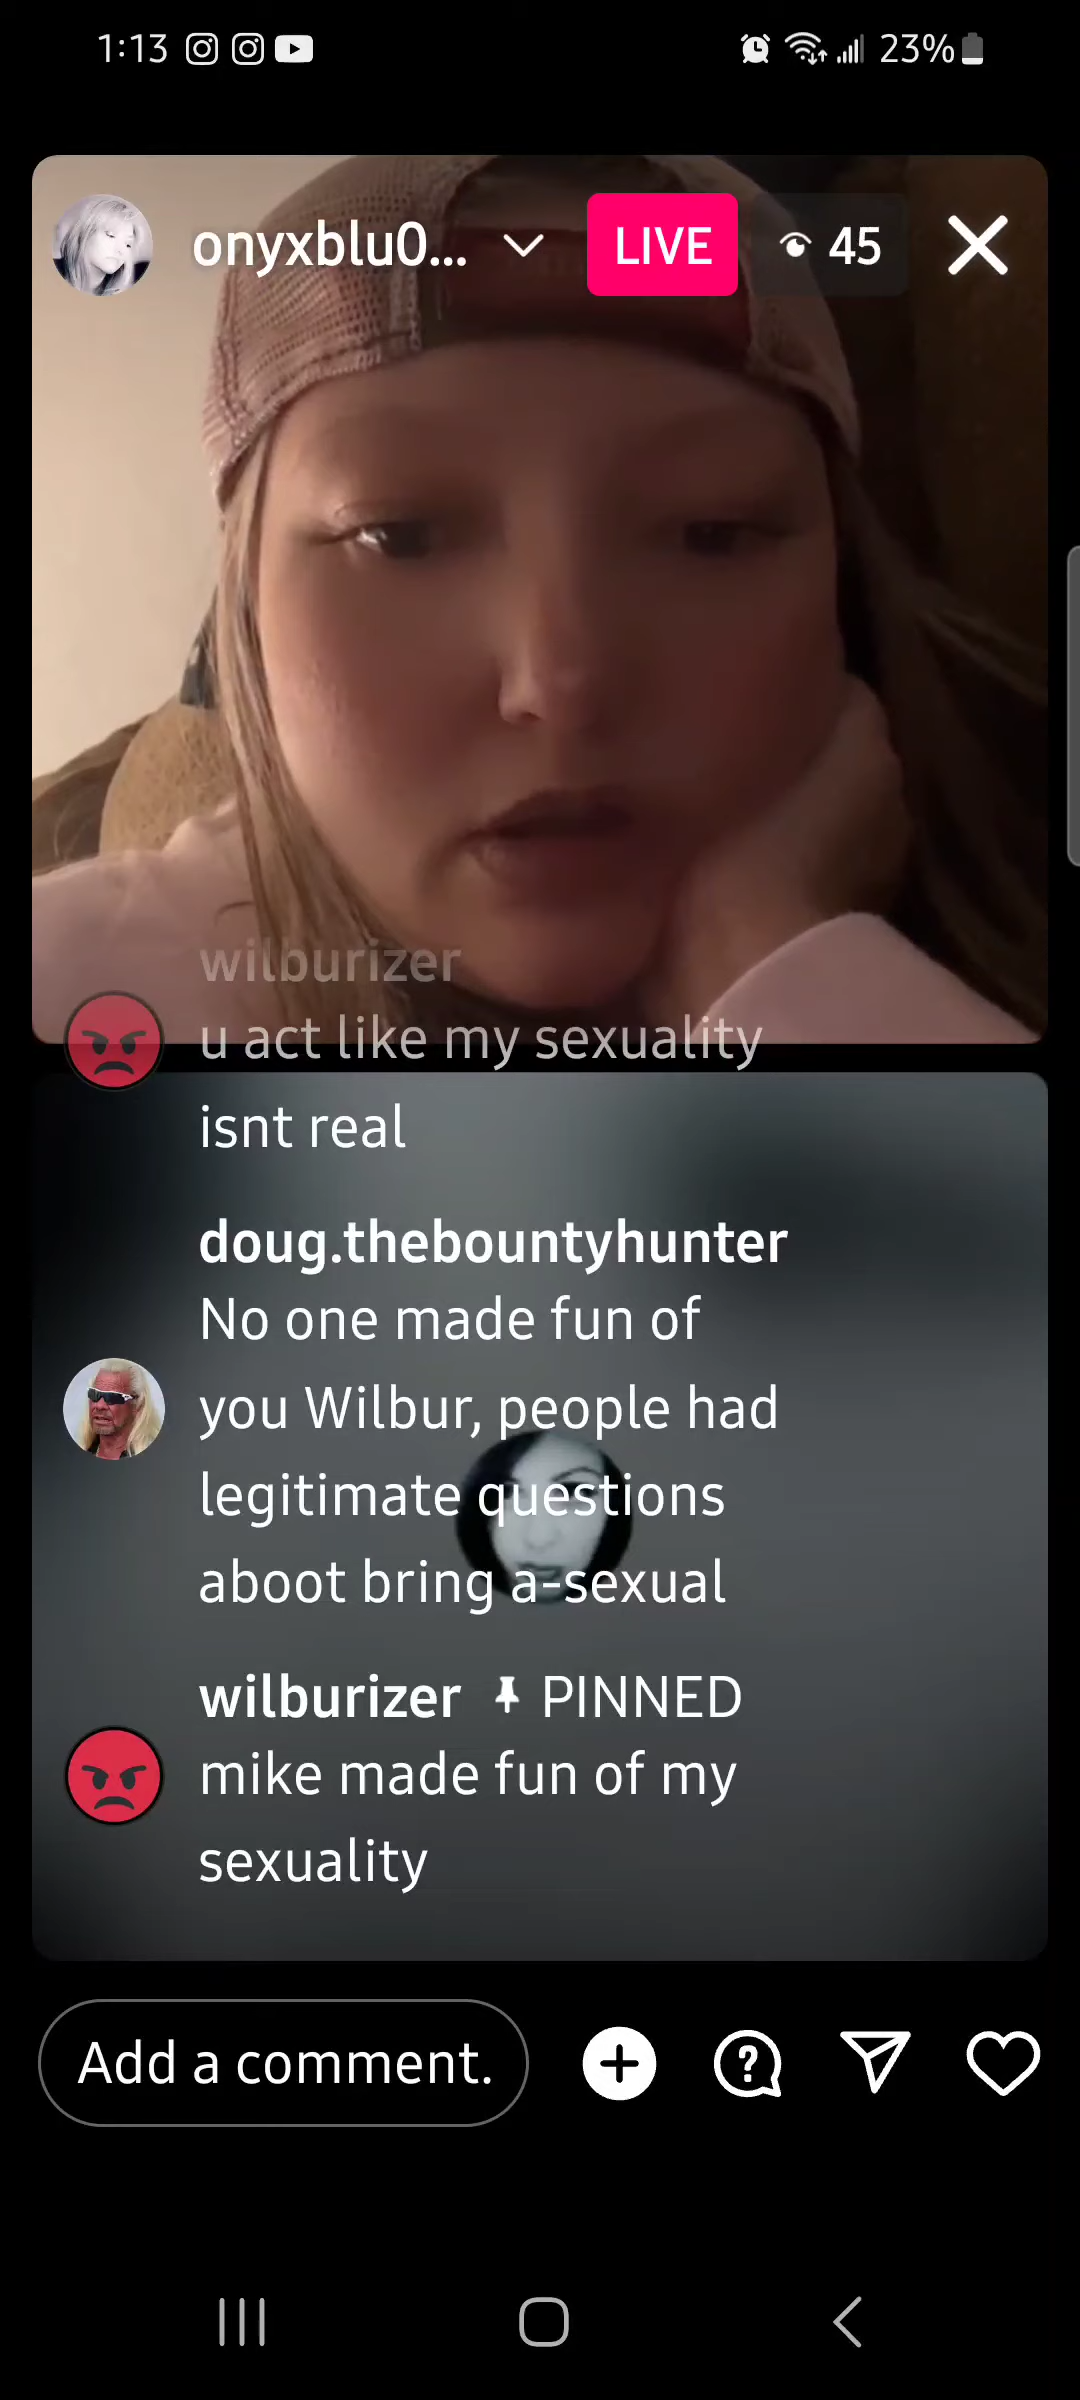 1:13
23%
onyxblu0...
LIVE
45
wilburizer
u act like my sexuality
isnt real
doug.thebountyhunter
No one made fun of
you Wilbur, people had
legitimate questions
aboot bring a-sexual
wilburizer PINNED
mike made fun of my
sexuality
Add a comment.